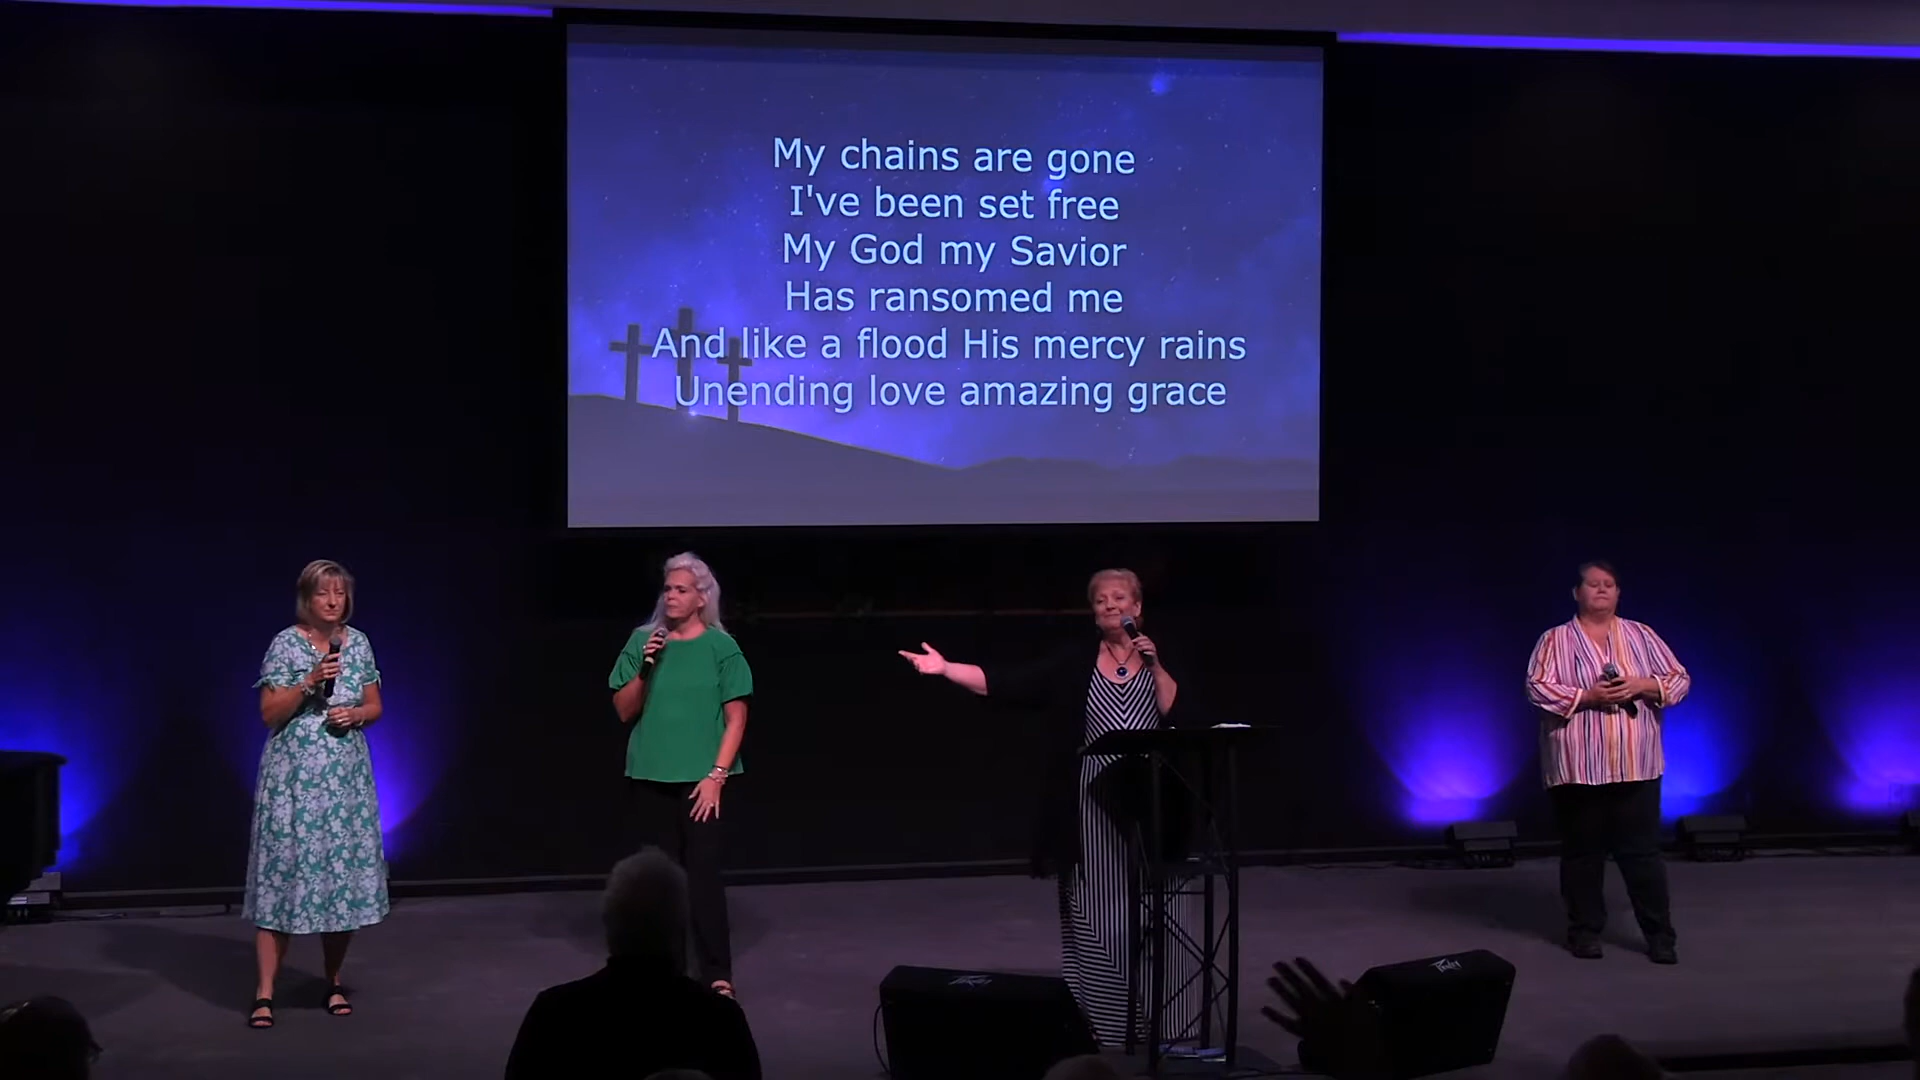 My chains are gone
I've been set free
My God my Savior
Has ransomed me
And like a flood His mercy rains
Unending love amazing grace
Peavey